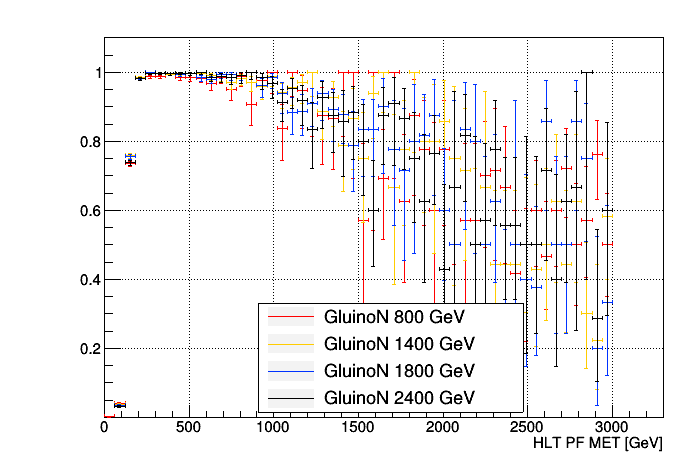 1
0.8
0.6
0.4
0.2
GluinoN 800 GeV
GluinoN 1400 GeV
GluinoN 1800 GeV
GluinoN 2400 GeV
0 500 1000 1500 2000 2500 3000
HLT PF MET [GeV]